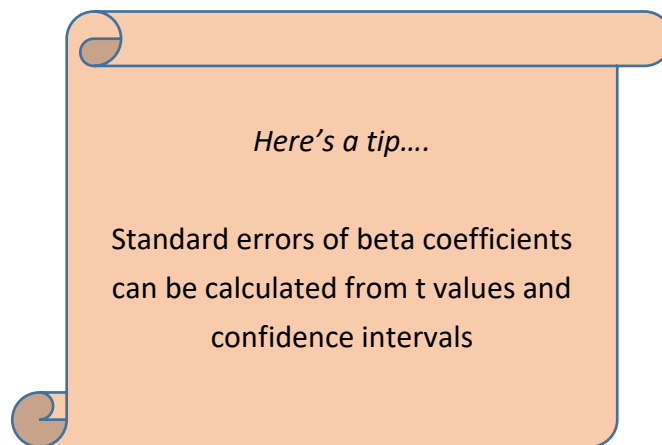 Here’s a tip….
Standard errors of beta coefficients
can be calculated from t values and
confidence intervals